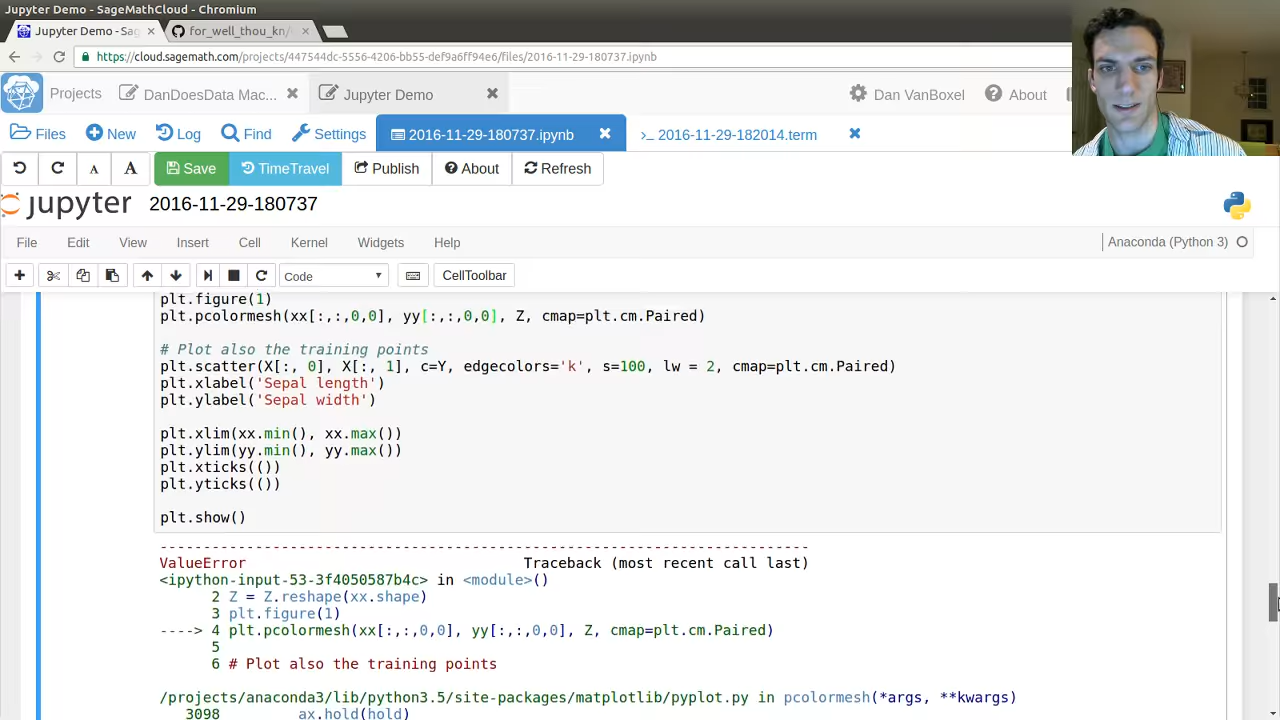 Jupyter Demo - SageMathCloud - Chromium
Jupyter Demo - Sag
for_well_thou_kn/
https://cloud.sagemath.com/projects/447544dc-5556-4206-bb55-def9a6ff94e6/files/2016-11-29-180737.ipynb
Projects DanDoesData Mac... Jupyter Demo Dan VanBoxel About
Files New Log Find Settings 2016-11-29-180737.ipynb >_ 2016-11-29-182014.term
A A Save TimeTravel Publish About Refresh
jupyter 2016-11-29-180737
File Edit View Insert Cell Kernel Widgets Help Anaconda (Python 3)
Code CellToolbar
plt.figure(1)
plt.pcolormesh(xx[:,:,0,0], yy[:,:,0,0], Z, cmap=plt.cm.Paired)
# Plot also the training points
plt.scatter(X[:, 0], X[:, 1], c=Y, edgecolors='k', s=100, lw = 2, cmap=plt.cm.Paired)
plt.xlabel('Sepal length')
plt.ylabel('Sepal width')
plt.xlim(xx.min(), xx.max())
plt.ylim(yy.min(), yy.max())
plt.xticks(())
plt.yticks(())
plt.show()
---------------------------------------------------------------------------
ValueError Traceback (most recent call last)
<ipython-input-53-3f4050587b4c> in <module>()
2 Z = Z.reshape(xx.shape)
3 plt.figure(1)
----> 4 plt.pcolormesh(xx[:,:,0,0], yy[:,:,0,0], Z, cmap=plt.cm.Paired)
5
6 # Plot also the training points
/projects/anaconda3/lib/python3.5/site-packages/matplotlib/pyplot.py in pcolormesh(*args, **kwargs)
3098 ax.hold(hold)